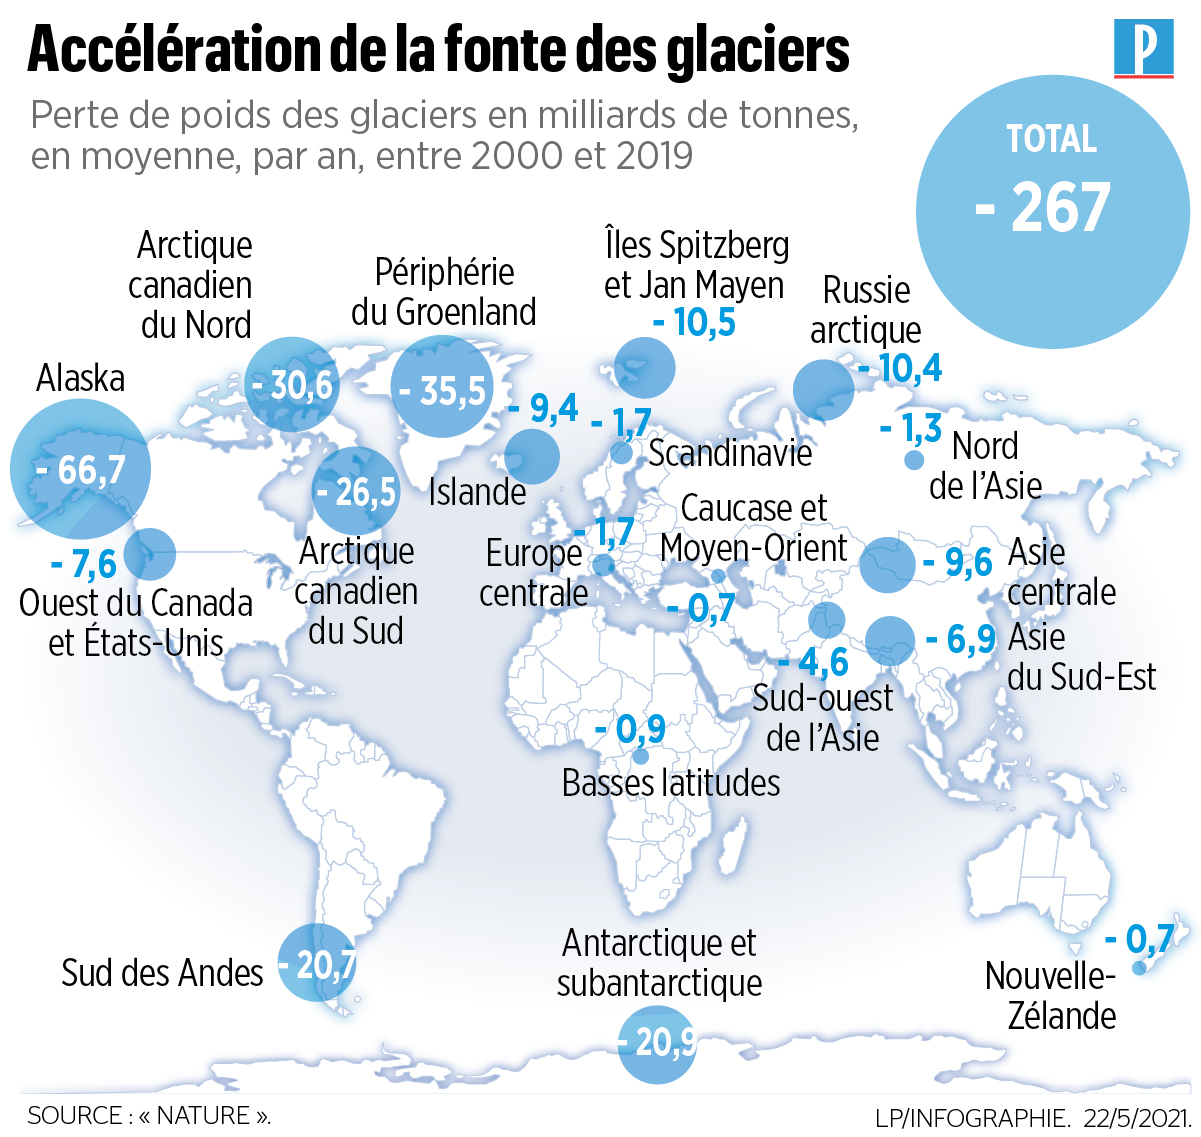 Accélération de la fonte des glaciers
P
Perte de poids des glaciers en milliards de tonnes,
en moyenne, par an, entre 2000 et 2019
TOTAL
- 267
Arctique
canadien
du Nord
- 30,6
Périphérie
du Groenland
- 35,5
Îles Spitzberg
et Jan Mayen
- 10,5
Russie
arctique
- 10,4
Alaska
- 66,7
- 26,5
Arctique
canadien
du Sud
- 9,4
Islande
- 1,7
Scandinavie
- 1,3
Nord
de l'Asie
- 7,6
Ouest du Canada
et États-Unis
- 1,7
Europe
centrale
Caucase et
Moyen-Orient
- 0,7
- 9,6
Asie
centrale
- 6,9
Asie
du Sud-Est
- 4,6
Sud-ouest
de l'Asie
- 0,9
Basses latitudes
Sud des Andes
- 20,7
Antarctique et
subantarctique
- 20,9
- 0,7
Nouvelle-
Zélande
SOURCE : « NATURE ».
LP/INFOGRAPHIE. 22/5/2021.